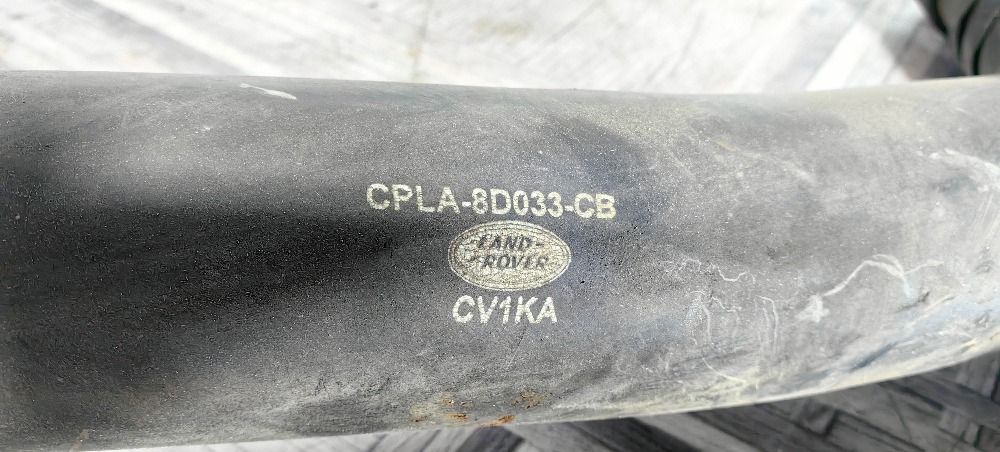 CPLA-8D033-CB
LAND-
ROVER
CV1KA